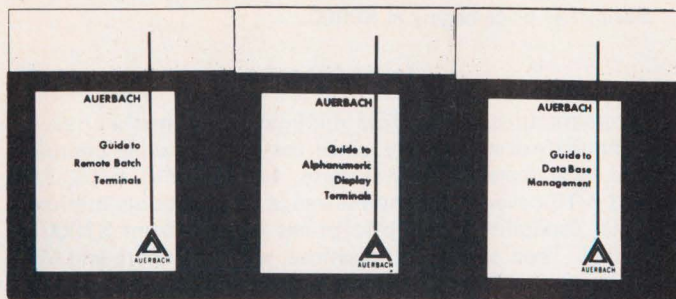 AUERBACH
Guide to
Remote Batch
Terminals
AUERBACH
AUERBACH
Guide to
Alphanumeric
Display
Terminals
AUERBACH
AUERBACH
Guide to
Data Base
Management
AUERBACH